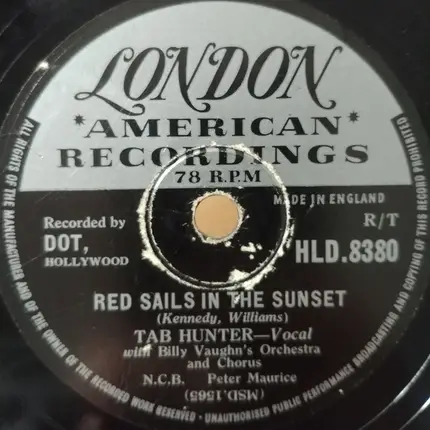 LONDON
*AMERICAN*
RECORDINGS
78 R.P.M
MADE IN ENGLAND
Recorded by
DOT,
HOLLYWOOD
R/T
HLD.8380
RED SAILS IN THE SUNSET
(Kennedy, Williams)
TAB HUNTER—Vocal
with Billy Vaughn's Orchestra
and Chorus
N.C.B. Peter Maurice
(MSD.1565)
ALL RIGHTS OF THE MANUFACTURER AND OF THE OWNER OF THE RECORDED WORK RESERVED - UNAUTHORISED PUBLIC PERFORMANCE BROADCASTING AND COPYING OF THIS RECORD PROHIBITED